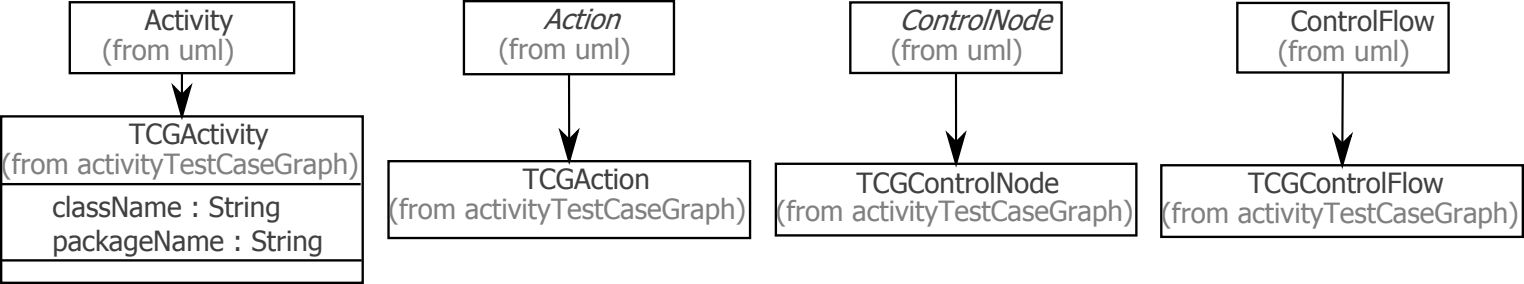 Activity
(from uml)
TCGActivity
(from activityTestCaseGraph)
className : String
packageName : String
Action
(from uml)
TCGAction
(from activityTestCaseGraph)
ControlNode
(from uml)
TCGControlNode
(from activityTestCaseGraph)
ControlFlow
(from uml)
TCGControlFlow
(from activityTestCaseGraph)